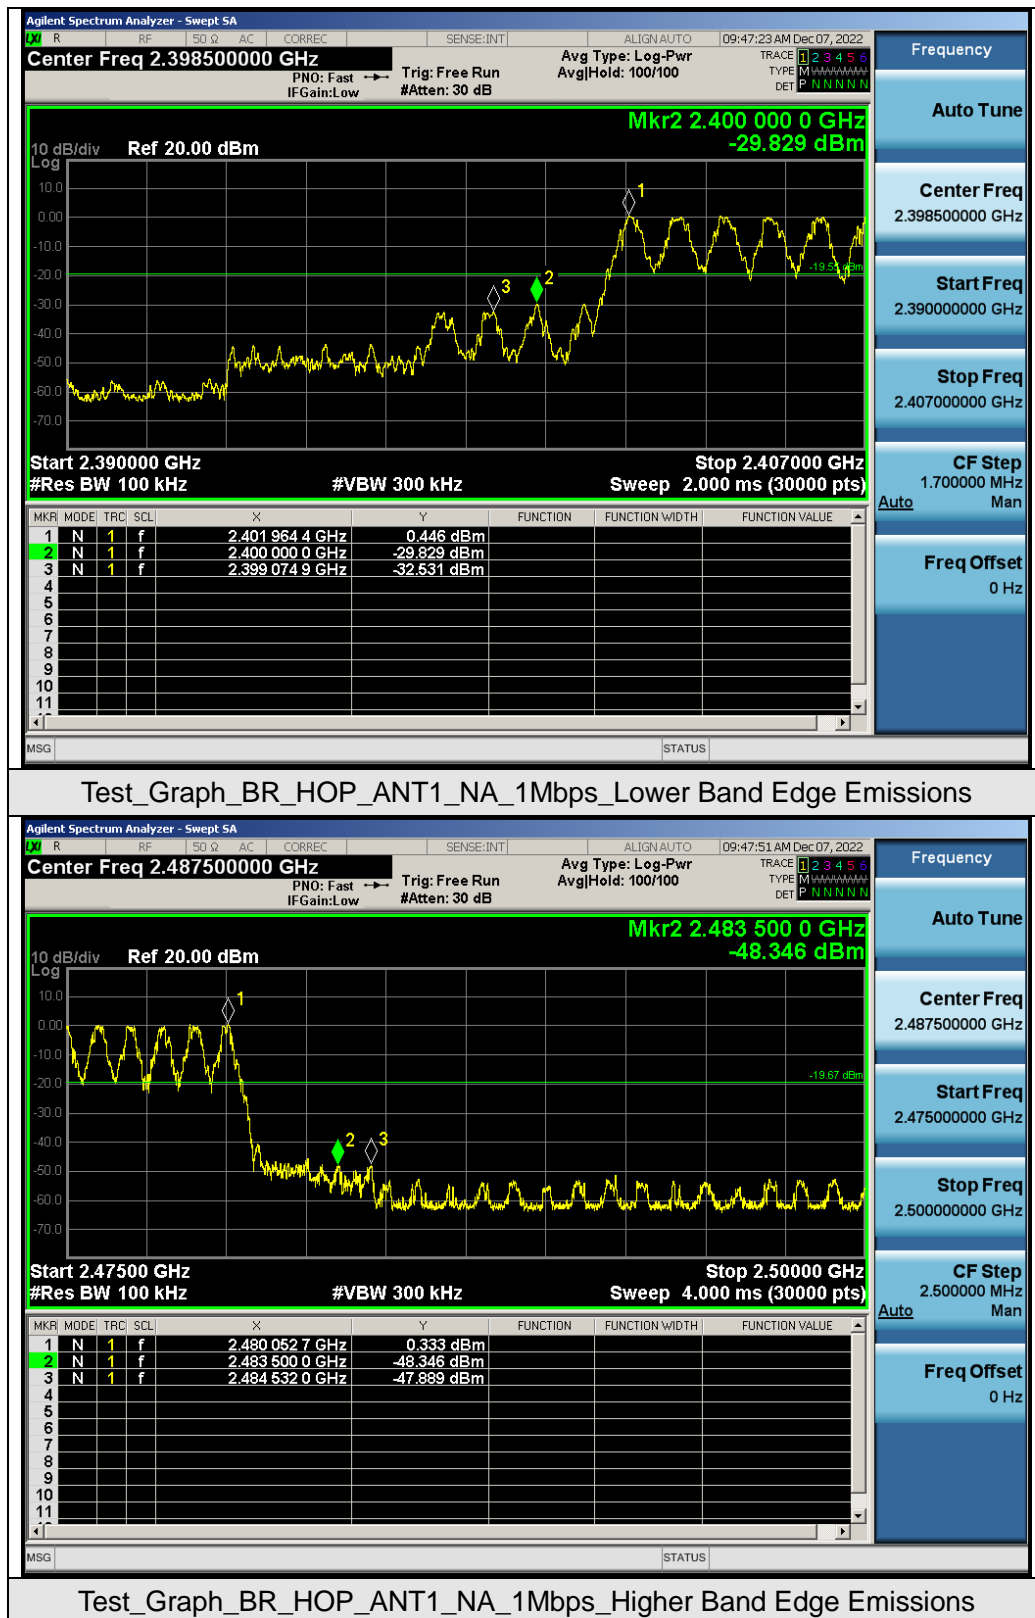 Agilent Spectrum Analyzer - Swept SA
LXI R RF 50 Ω AC CORREC SENSE:INT ALIGN AUTO 09:47:23 AM Dec 07, 2022
Center Freq 2.398500000 GHz
PNO: Fast
IFGain:Low
Trig: Free Run
#Atten: 30 dB
Avg Type: Log-Pwr
Avg|Hold: 100/100
TRACE 1 2 3 4 5 6
TYPE M
DET P N N N N N
Frequency
Auto Tune
Center Freq
2.398500000 GHz
Start Freq
2.390000000 GHz
Stop Freq
2.407000000 GHz
CF Step
1.700000 MHz
Auto Man
Freq Offset
0 Hz
Mkr2 2.400 000 0 GHz
-29.829 dBm
10 dB/div Ref 20.00 dBm
Log
10.0
0.00
-10.0
-20.0
-30.0
-40.0
-50.0
-60.0
-70.0
1
2
3
-19.55 dBm
Start 2.390000 GHz Stop 2.407000 GHz
#Res BW 100 kHz #VBW 300 kHz Sweep 2.000 ms (30000 pts)
MKR MODE TRC SCL X Y FUNCTION FUNCTION WIDTH FUNCTION VALUE
1 N 1 f 2.401 964 4 GHz 0.446 dBm
2 N 1 f 2.400 000 0 GHz -29.829 dBm
3 N 1 f 2.399 074 9 GHz -32.531 dBm
4
5
6
7
8
9
10
11
MSG STATUS
Test_Graph_BR_HOP_ANT1_NA_1Mbps_Lower Band Edge Emissions
Agilent Spectrum Analyzer - Swept SA
LXI R RF 50 Ω AC CORREC SENSE:INT ALIGN AUTO 09:47:51 AM Dec 07, 2022
Center Freq 2.487500000 GHz
PNO: Fast
IFGain:Low
Trig: Free Run
#Atten: 30 dB
Avg Type: Log-Pwr
Avg|Hold: 100/100
TRACE 1 2 3 4 5 6
TYPE M
DET P N N N N N
Frequency
Auto Tune
Center Freq
2.487500000 GHz
Start Freq
2.475000000 GHz
Stop Freq
2.500000000 GHz
CF Step
2.500000 MHz
Auto Man
Freq Offset
0 Hz
Mkr2 2.483 500 0 GHz
-48.346 dBm
10 dB/div Ref 20.00 dBm
Log
10.0
0.00
-10.0
-20.0
-30.0
-40.0
-50.0
-60.0
-70.0
1
2
3
-19.67 dBm
Start 2.47500 GHz Stop 2.50000 GHz
#Res BW 100 kHz #VBW 300 kHz Sweep 4.000 ms (30000 pts)
MKR MODE TRC SCL X Y FUNCTION FUNCTION WIDTH FUNCTION VALUE
1 N 1 f 2.480 052 7 GHz 0.333 dBm
2 N 1 f 2.483 500 0 GHz -48.346 dBm
3 N 1 f 2.484 532 0 GHz -47.889 dBm
4
5
6
7
8
9
10
11
MSG STATUS
Test_Graph_BR_HOP_ANT1_NA_1Mbps_Higher Band Edge Emissions